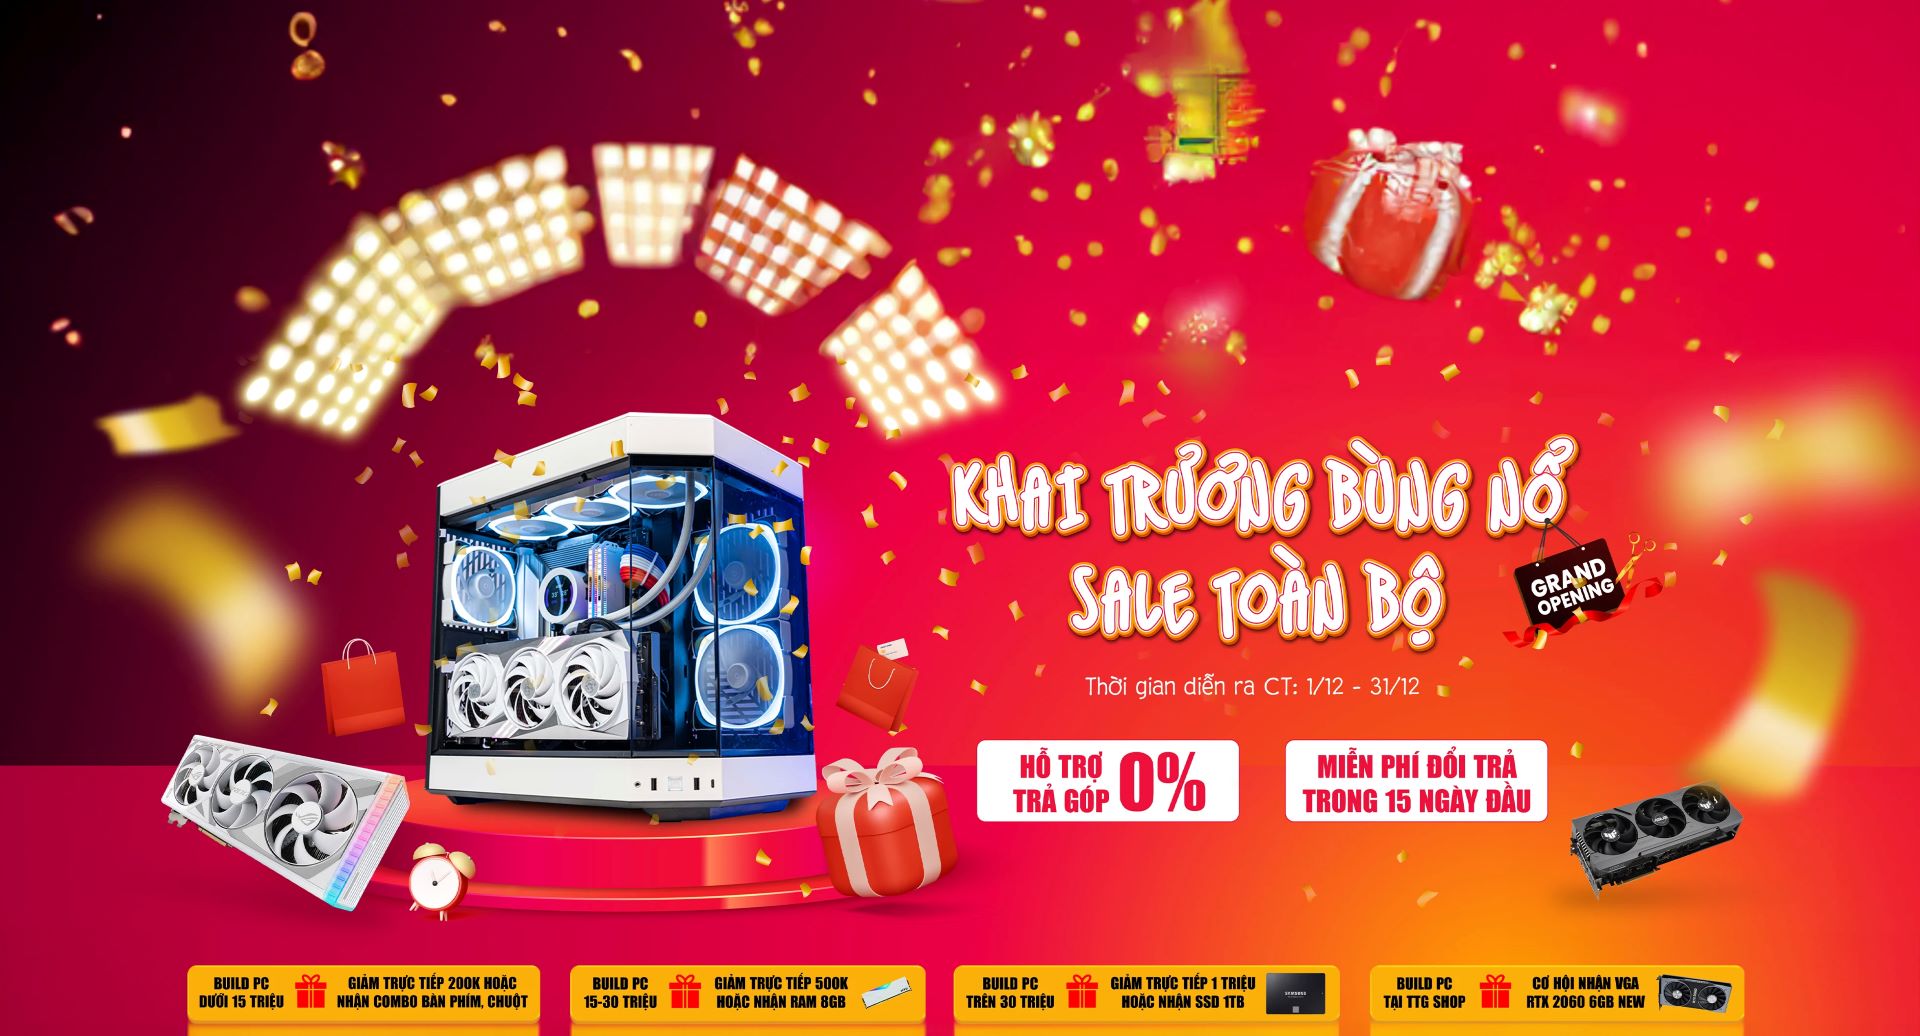 KHAI TRƯƠNG BÙNG NỔ
SALE TOÀN BỘ
GRAND
OPENING
Thời gian diễn ra CT: 1/12 - 31/12
HỖ TRỢ
TRẢ GÓP 0%
MIỄN PHÍ ĐỔI TRẢ
TRONG 15 NGÀY ĐẦU
BUILD PC
DƯỚI 15 TRIỆU
GIẢM TRỰC TIẾP 200K HOẶC
NHẬN COMBO BÀN PHÍM, CHUỘT
BUILD PC
15-30 TRIỆU
GIẢM TRỰC TIẾP 500K
HOẶC NHẬN RAM 8GB
BUILD PC
TRÊN 30 TRIỆU
GIẢM TRỰC TIẾP 1 TRIỆU
HOẶC NHẬN SSD 1TB
SAMSUNG
BUILD PC
TẠI TTG SHOP
CƠ HỘI NHẬN VGA
RTX 2060 6GB NEW